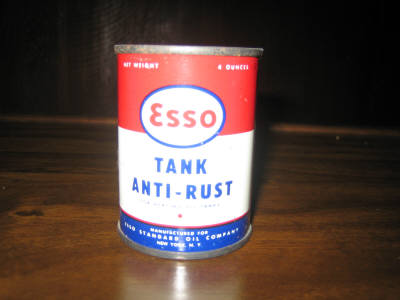 NET WEIGHT 4 OUNCES
Esso
TANK
ANTI-RUST
MANUFACTURED FOR
ESSO STANDARD OIL COMPANY
NEW YORK, N. Y.